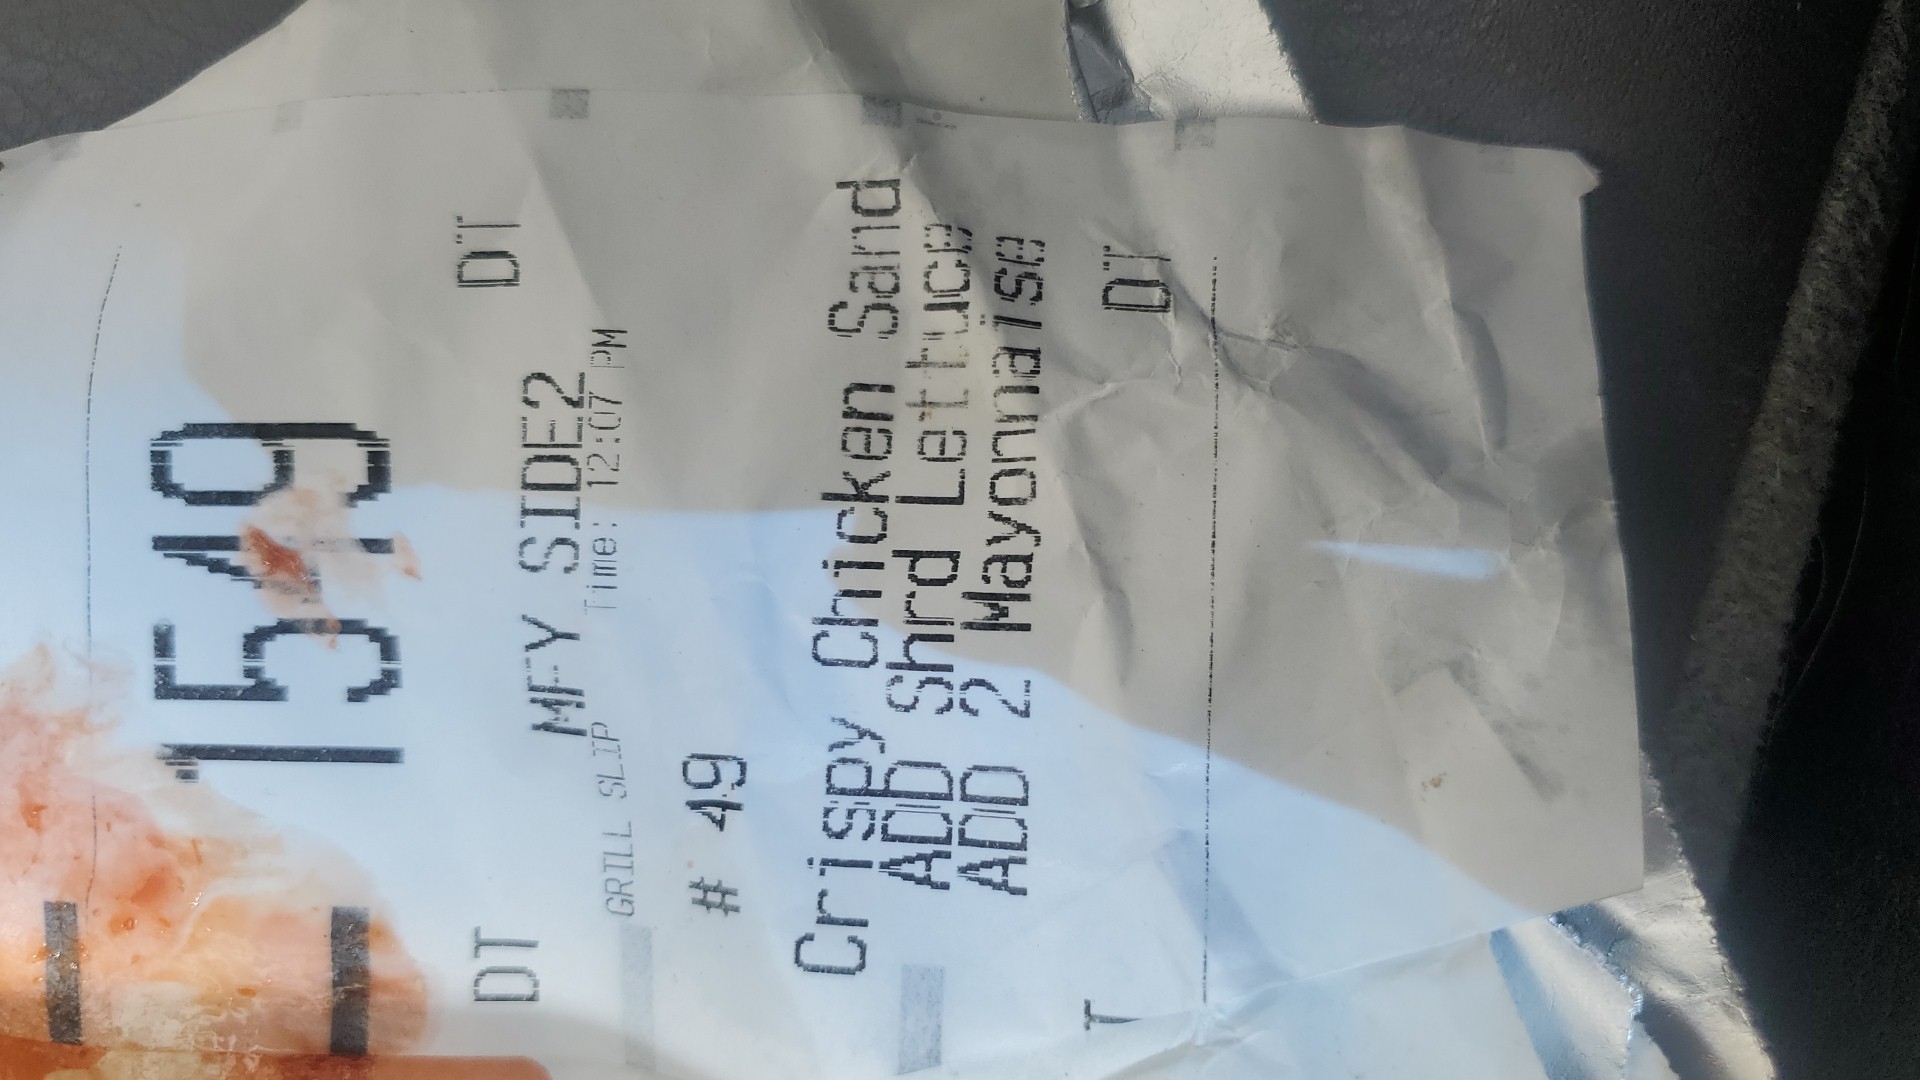 1549
DT DT
MFY SIDE2
GRILL SLIP Time: 12:07 PM
# 49
Crispy Chicken Sand
ADD Shrd Lettuce
ADD 2 Mayonnaise
T DT